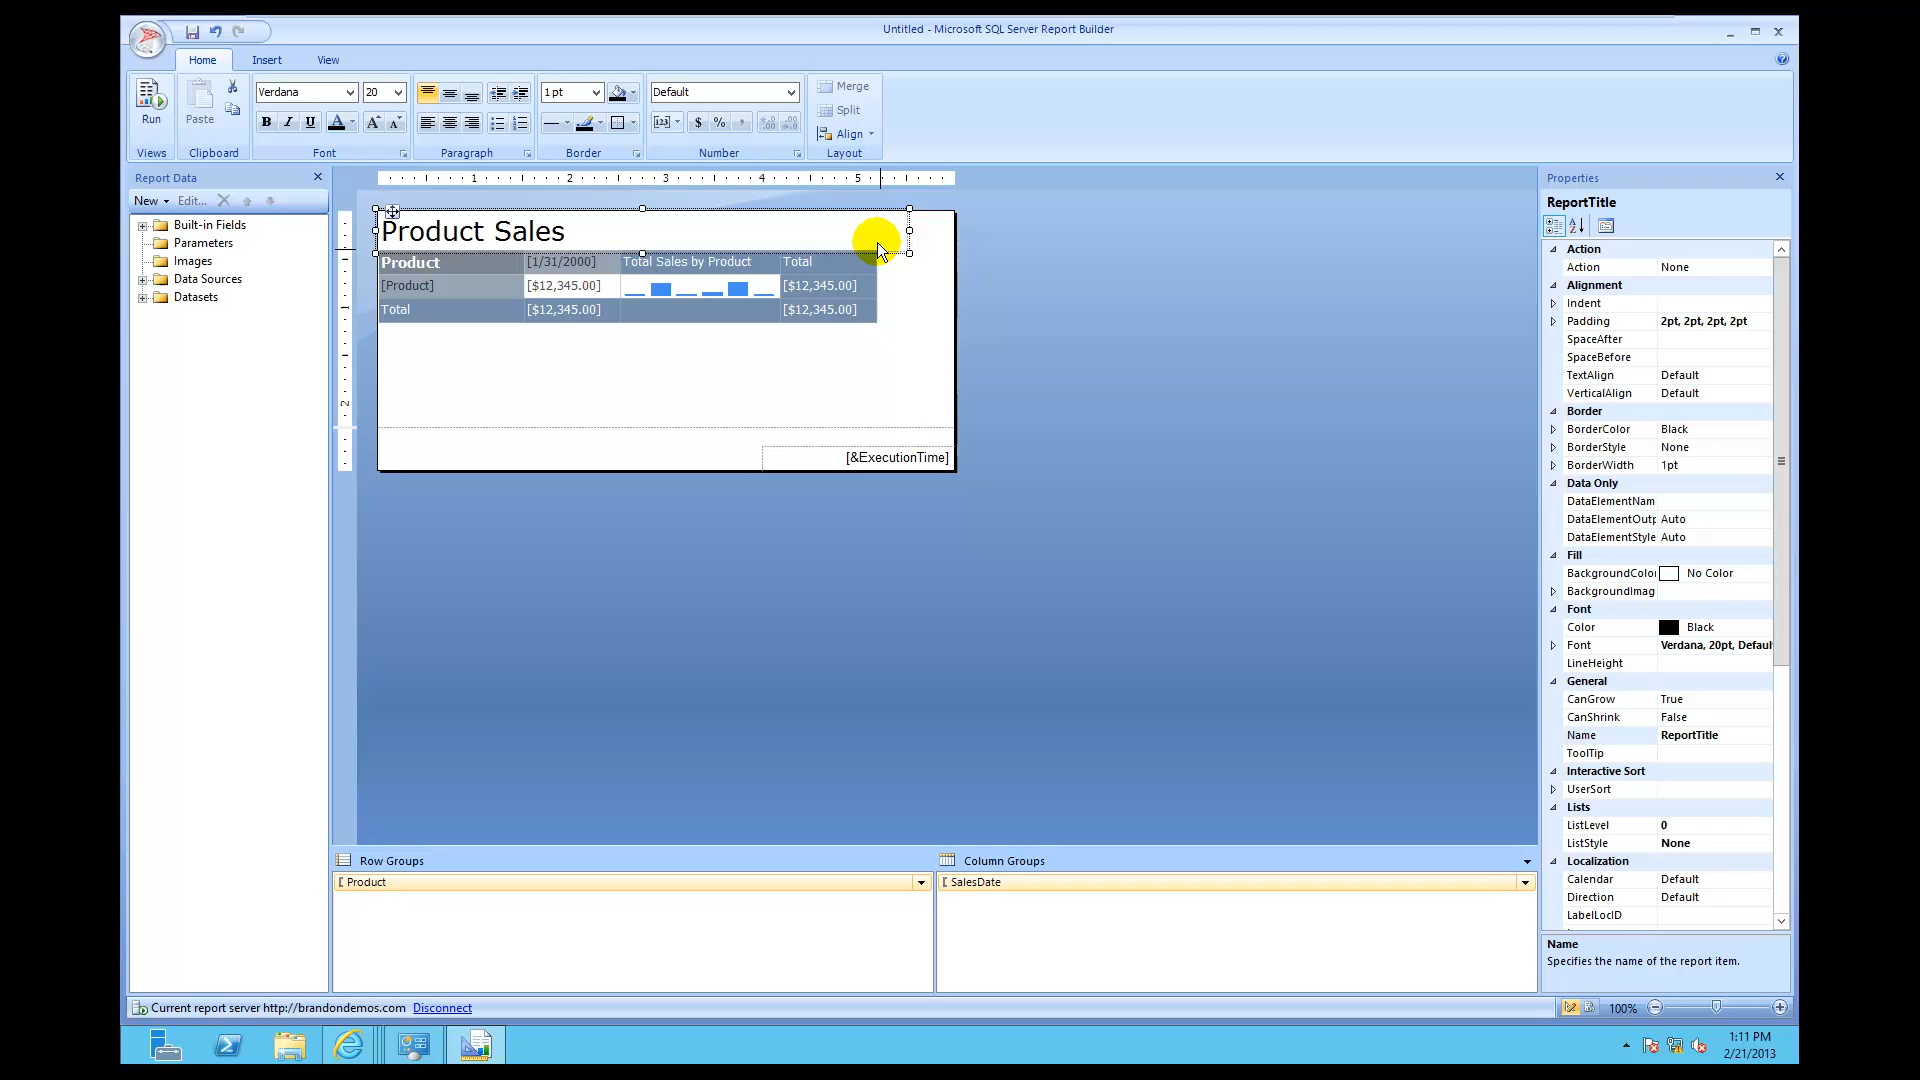 Untitled - Microsoft SQL Server Report Builder
Home Insert View
Verdana 20 1 pt Default
Run Paste
B I U A A A $ % ,
Merge
Split
Align
Views Clipboard Font Paragraph Border Number Layout
Report Data
New Edit...
Built-in Fields
Parameters
Images
Data Sources
Datasets
1 2 3 4 5
1
2
Product Sales
Product [1/31/2000] Total Sales by Product Total
[Product] [$12,345.00] [$12,345.00]
Total [$12,345.00] [$12,345.00]
[&ExecutionTime]
Row Groups
Product
Column Groups
SalesDate
Properties
ReportTitle
Action
Action None
Alignment
Indent
Padding 2pt, 2pt, 2pt, 2pt
SpaceAfter
SpaceBefore
TextAlign Default
VerticalAlign Default
Border
BorderColor Black
BorderStyle None
BorderWidth 1pt
Data Only
DataElementNam
DataElementOutp Auto
DataElementStyle Auto
Fill
BackgroundColor No Color
BackgroundImag
Font
Color Black
Font Verdana, 20pt, Defaul
LineHeight
General
CanGrow True
CanShrink False
Name ReportTitle
ToolTip
Interactive Sort
UserSort
Lists
ListLevel 0
ListStyle None
Localization
Calendar Default
Direction Default
LabelLocID
Name
Specifies the name of the report item.
Current report server http://brandondemos.com Disconnect
100%
1:11 PM
2/21/2013